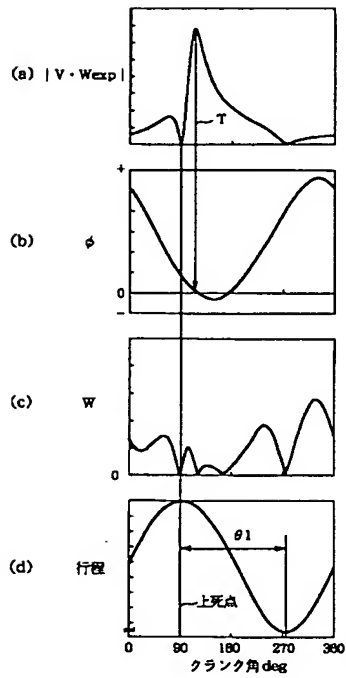 (a) | V・Wexp |
T
+
(b) φ
0
−
(c) W
0
(d) 行程
θ1
上死点
0 90 180 270 360
クランク角deg